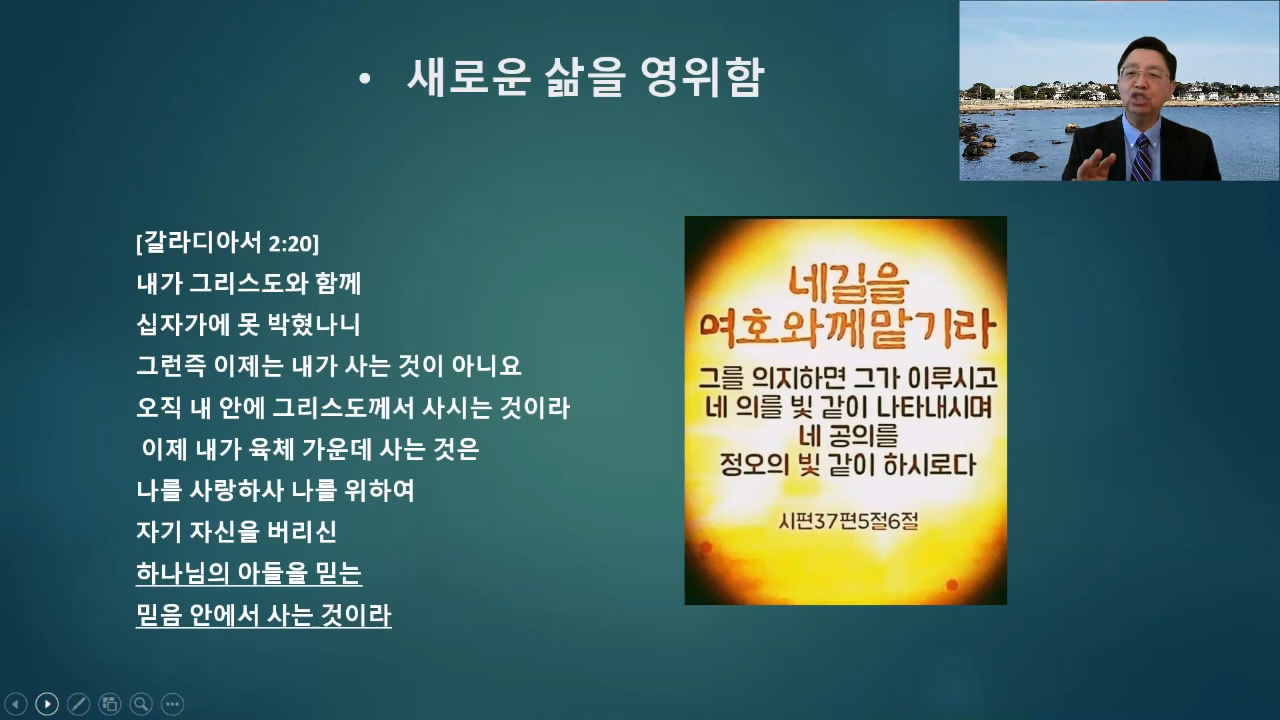 • 새로운 삶을 영위함
[갈라디아서 2:20]
내가 그리스도와 함께
십자가에 못 박혔나니
그런즉 이제는 내가 사는 것이 아니요
오직 내 안에 그리스도께서 사시는 것이라
이제 내가 육체 가운데 사는 것은
나를 사랑하사 나를 위하여
자기 자신을 버리신
하나님의 아들을 믿는
믿음 안에서 사는 것이라
네길을
여호와께맡기라
그를 의지하면 그가 이루시고
네 의를 빛 같이 나타내시며
네 공의를
정오의 빛 같이 하시로다
시편37편5절6절